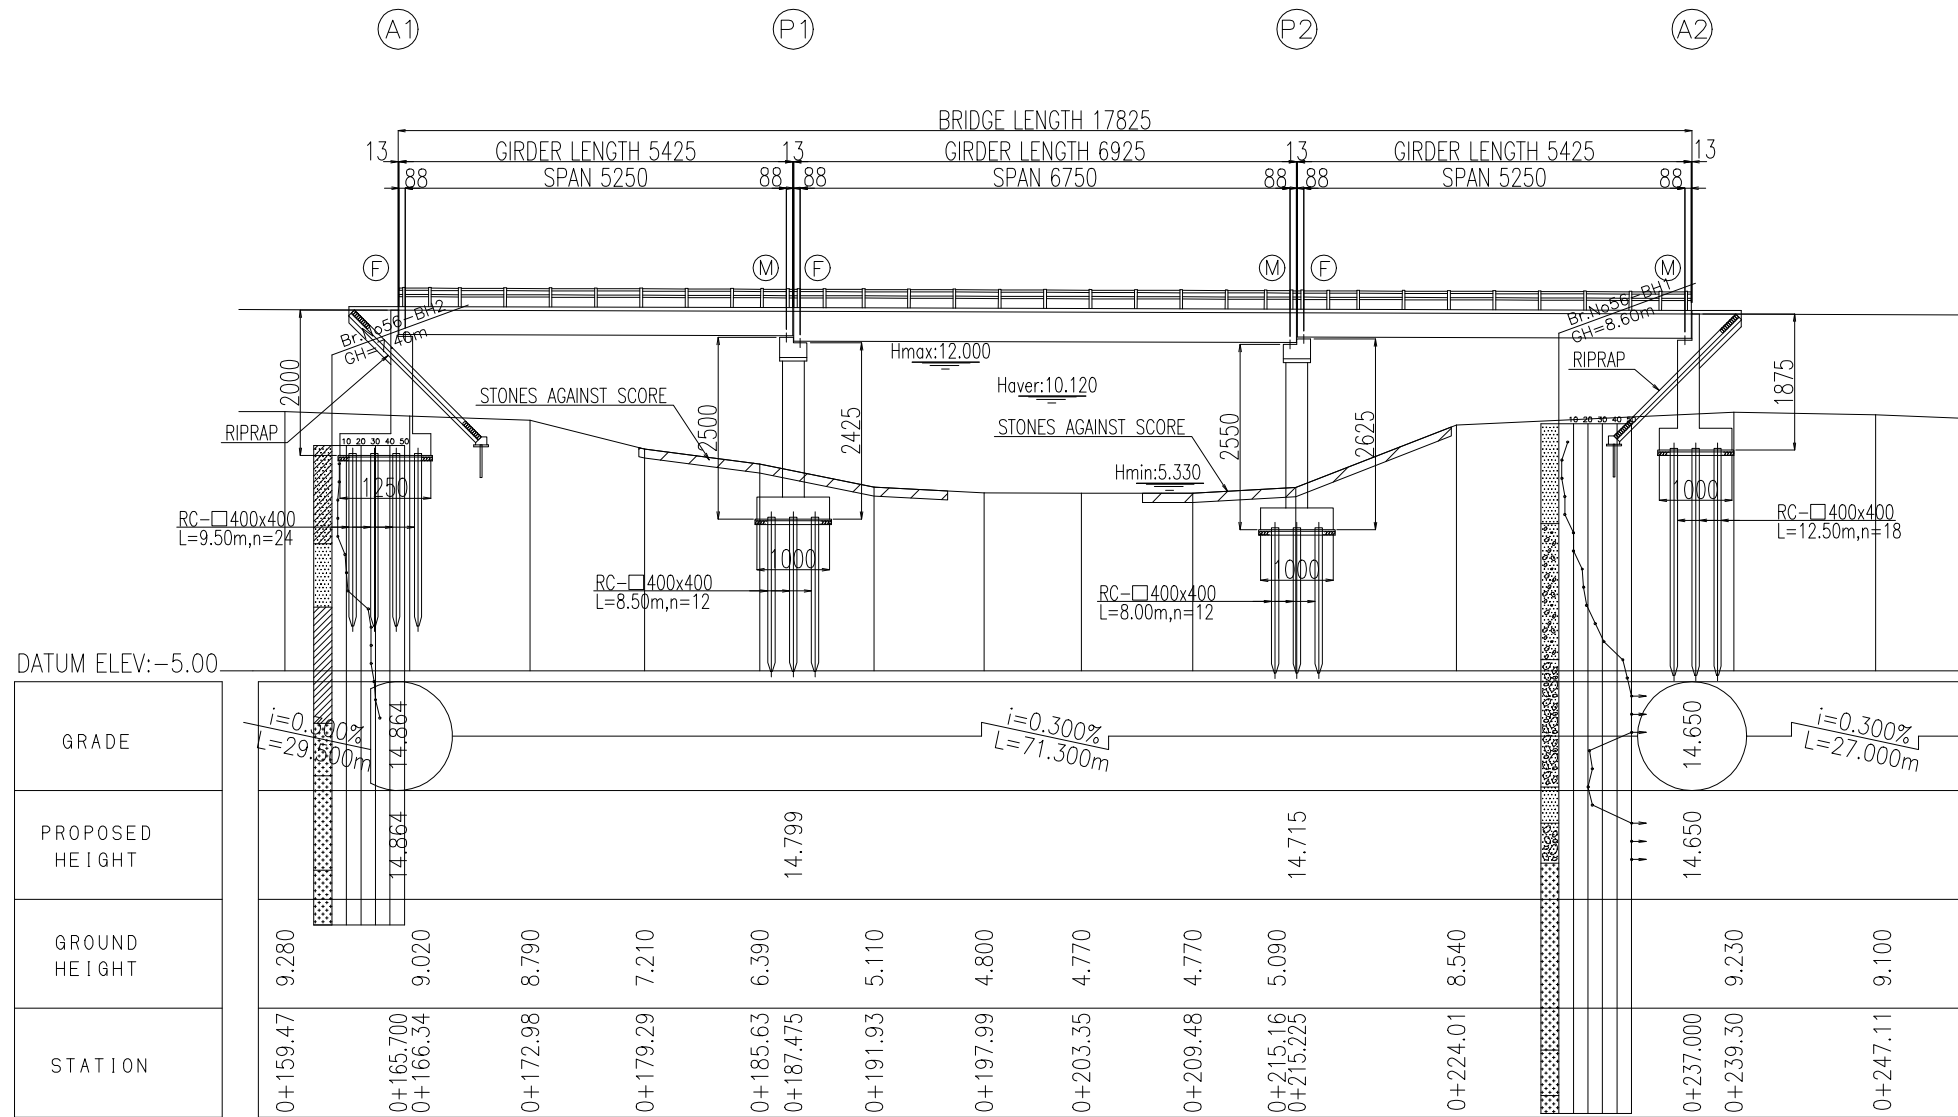 A1
P1
P2
A2
BRIDGE LENGTH 17825
13
GIRDER LENGTH 5425
13
GIRDER LENGTH 6925
13
GIRDER LENGTH 5425
13
88
SPAN 5250
88
88
SPAN 6750
88
88
SPAN 5250
88
F
M
F
M
F
M
Br.No56-BH2
Br.No56-BH1
GH=8.60m
Hmax:12.000
Haver:10.120
Hmin:5.330
STONES AGAINST SCORE
STONES AGAINST SCORE
RIPRAP
RIPRAP
2000
2500
2425
2550
2625
1875
10 20 30 40 50
10 20 30 40 50
1250
1000
1000
1000
RC-□400x400
L=9.50m,n=24
RC-□400x400
L=8.50m,n=12
RC-□400x400
L=8.00m,n=12
RC-□400x400
L=12.50m,n=18
DATUM ELEV:-5.00
GRADE
i=0.300%
14.864
i=0.300%
L=71.300m
14.650
i=0.300%
L=27.000m
PROPOSED
HEIGHT
14.864
14.799
14.715
14.650
GROUND
HEIGHT
9.280
9.020
8.790
7.210
6.390
5.110
4.800
4.770
4.770
5.090
8.540
9.230
9.100
STATION
0+159.47
0+165.700
0+166.34
0+172.98
0+179.29
0+185.63
0+187.475
0+191.93
0+197.99
0+203.35
0+209.48
0+215.16
0+215.225
0+224.01
0+237.000
0+239.30
0+247.11